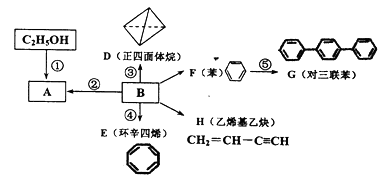 C₂H₅OH
D（正四面体烷）
①
③
F（苯）
⑤
A
②
B
G（对三联苯）
④
E（环辛四烯）
H（乙烯基乙炔）
CH₂=CH－C≡CH